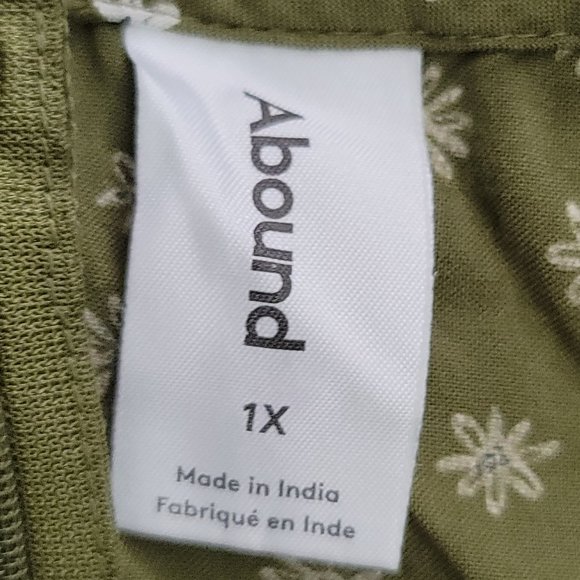 Abound
1X
Made in India
Fabriqué en Inde